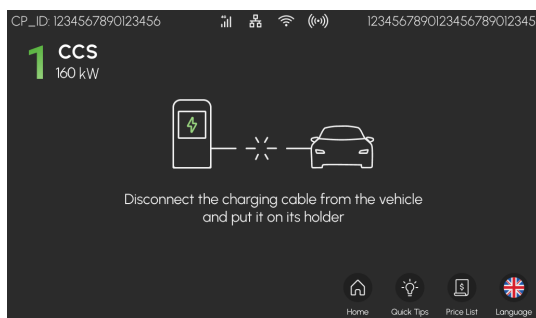 CP_ID: 1234567890123456
1234567890123456789012345
1
CCS
160 kW
Disconnect the charging cable from the vehicle
and put it on its holder
Home
Quick Tips
Price List
Language